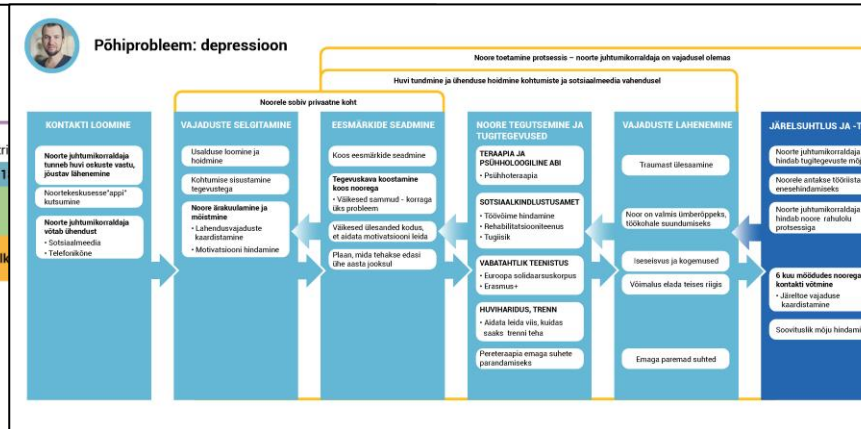 Põhiprobleem: depressioon
Noore toetamine protsessis – noorte juhtumikorraldaja on vajadusel olemas
Huvi tundmine ja ühenduse hoidmine kohtumiste ja sotsiaalmeedia vahendusel
Noorele sobiv privaatne koht
KONTAKTI LOOMINE
Noorte juhtumikorraldaja
tunneb huvi oskuste vastu,
jõustav lähenemine
Noortekeskusesse"appi"
kutsumine
Noorte juhtumikorraldaja
võtab ühendust
• Sotsiaalmeedia
• Telefonikõne
VAJADUSTE SELGITAMINE
Usalduse loomine ja
hoidmine
Kohtumise sisustamine
tegevustega
Noore ärakuulamine ja
mõistmine
• Lahendusvajaduste
kaardistamine
• Motivatsiooni hindamine
EESMÄRKIDE SEADMINE
Koos eesmärkide seadmine
Tegevuskava koostamine
koos noorega
• Väikesed sammud - korraga
üks probleem
Väikesed ülesanded kodus,
et aidata motivatsiooni leida
Plaan, mida tehakse edasi
ühe aasta jooksul
NOORE TEGUTSEMINE JA
TUGITEGEVUSED
TERAAPIA JA
PSÜHHOLOOGILINE ABI
• Psühhoteraapia
SOTSIAALKINDLUSTUSAMET
• Töövõime hindamine
• Rehabilitatsiooniteenus
• Tugiisik
VABATAHTLIK TEENISTUS
• Euroopa solidaarsuskorpus
• Erasmus+
HUVIHARIDUS, TRENN
• Aidata leida viis, kuidas
saaks trenni teha
Pereteraapia emaga suhete
parandamiseks
VAJADUSTE LAHENEMINE
Traumast ülesaamine
Noor on valmis ümberõppeks,
töökohale suundumiseks
Iseseisvus ja kogemused
Võimalus elada teises riigis
Emaga paremad suhted
JÄRELSUHTLUS JA -T
Noorte juhtumikorraldaja
hindab tugitegevuste mõj
Noorele antakse tööriista
enesehindamiseks
Noorte juhtumikorraldaja
hindab noore rahulolu
protsessiga
6 kuu möödudes noorega
kontakti võtmine
• Järeltoe vajaduse
kaardistamine
Soovituslik mõju hindami